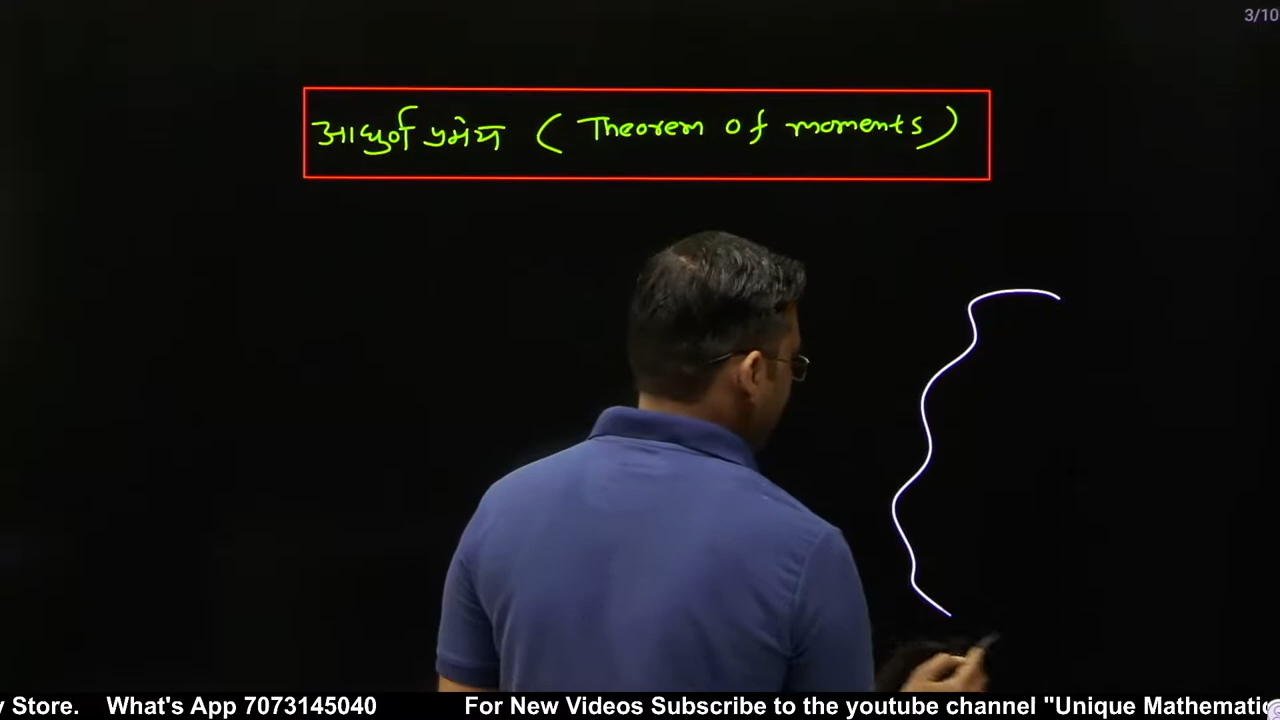 3/10
आघुर्ण प्रमेय ( Theorem of moments )
y Store. What's App 7073145040 For New Videos Subscribe to the youtube channel "Unique Mathematic